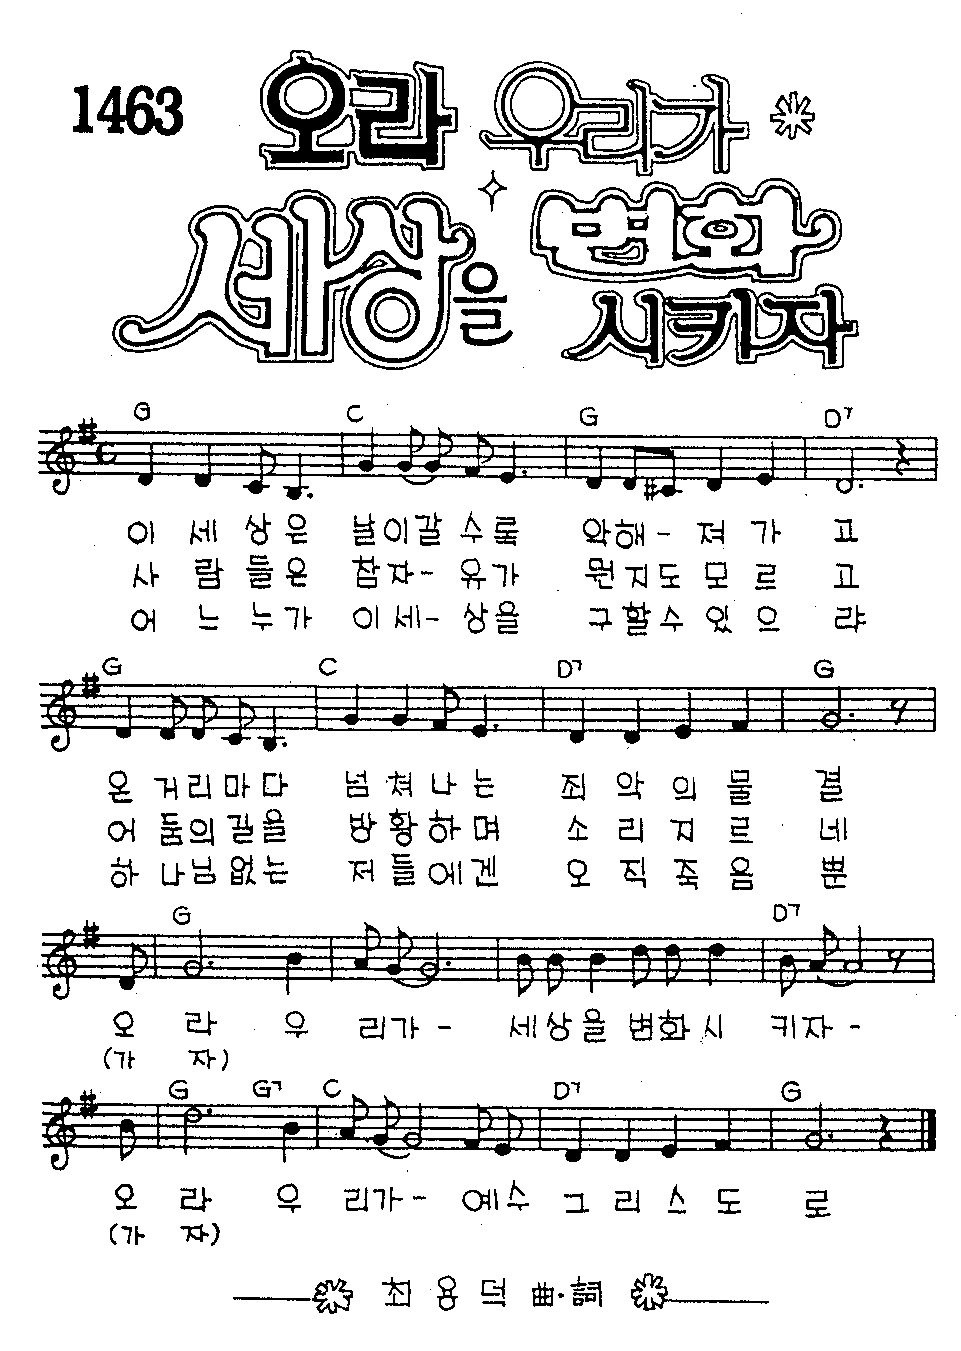 1463
오라 우리가
세상을 변화
시키자
G C G D7
이 세 상은 날이갈 수록 악해- 져 가 고
사 람 들은 참자- 유가 뭔지도 모 르 고
어 느 누가 이세- 상을 구할수 있 으 랴
G C D7 G
온 거리마다 넘 쳐 나 는 죄 악 의 물 결
어 둠의길을 방 황 하 며 소 리 지 르 네
하 나님없는 저 들 에겐 오 직 죽 음 뿐
G D7
오 라 우 리가- 세상을 변화시 키자-
(가 자)
G G7 C D7 G
오 라 우 리가- 예수 그 리 스 도 로
(가 자)
최 용 덕 曲·詞